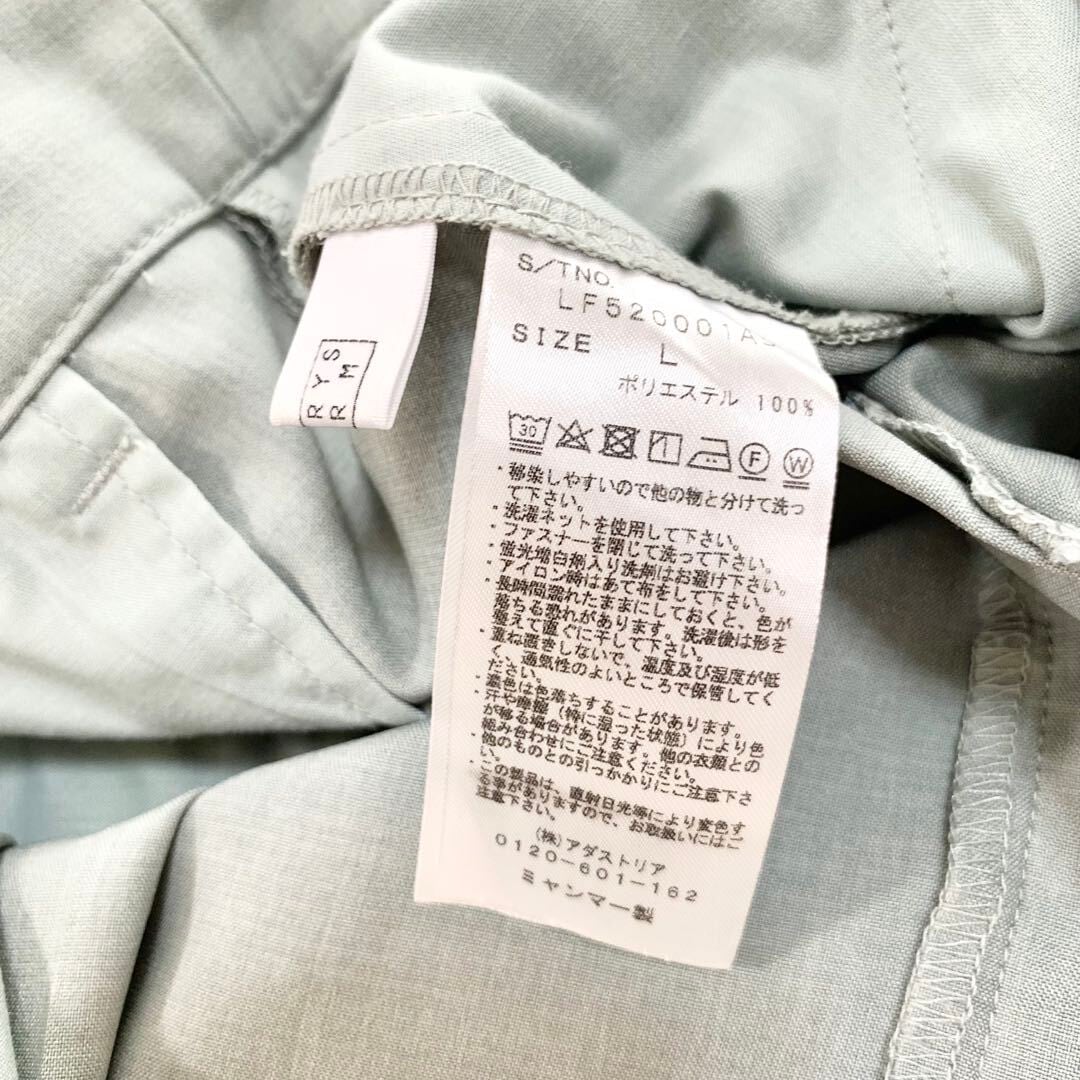 S/TNO.
LF520001A
SIZE L
ポリエステル 100%
30
F
W
・移染しやすいので他の物と分けて洗っ
て下さい。
・洗濯ネットを使用して下さい。
・ファスナーを閉じて洗って下さい。
・蛍光増白剤入り洗剤はお避け下さい。
・アイロン時はあて布をして下さい。
・長時間濡れたままにしておくと、色が
落ちる恐れがあります。洗濯後は形を
整えて直ぐに干して下さい。
・重ね置きしないで、温度及び湿度が低
く、通気性のよいところで保管してく
ださい。
・濃色は色落ちすることがあります。
・汗や摩擦(特に湿った状態)により色
が移る場合があります。他の衣類との
組み合わせにご注意ください。
・他のものとの引っかかりにご注意下さ
い。
・この製品は、直射日光等により変色す
る事がありますので、お取扱いにはご
注意下さい。
(株)アダストリア
0120-601-162
ミャンマー製
RYS
RM